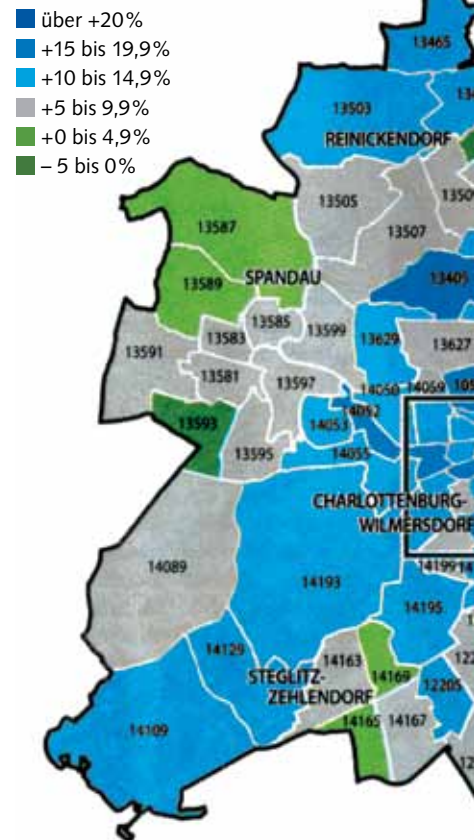 über +20%
+15 bis 19,9%
+10 bis 14,9%
+5 bis 9,9%
+0 bis 4,9%
– 5 bis 0%
13465
13503
REINICKENDORF
13505
13507
13587
13589
SPANDAU
13405
13585
13599
13591
13583
13629
13627
13581
13597
14050 14059
14052
13593
14053
13595
14055
CHARLOTTENBURG-
WILMERSDORF
14089
14199
14193
14195
14129
14163
STEGLITZ-
ZEHLENDORF
14169
12205
14165
14167
14109